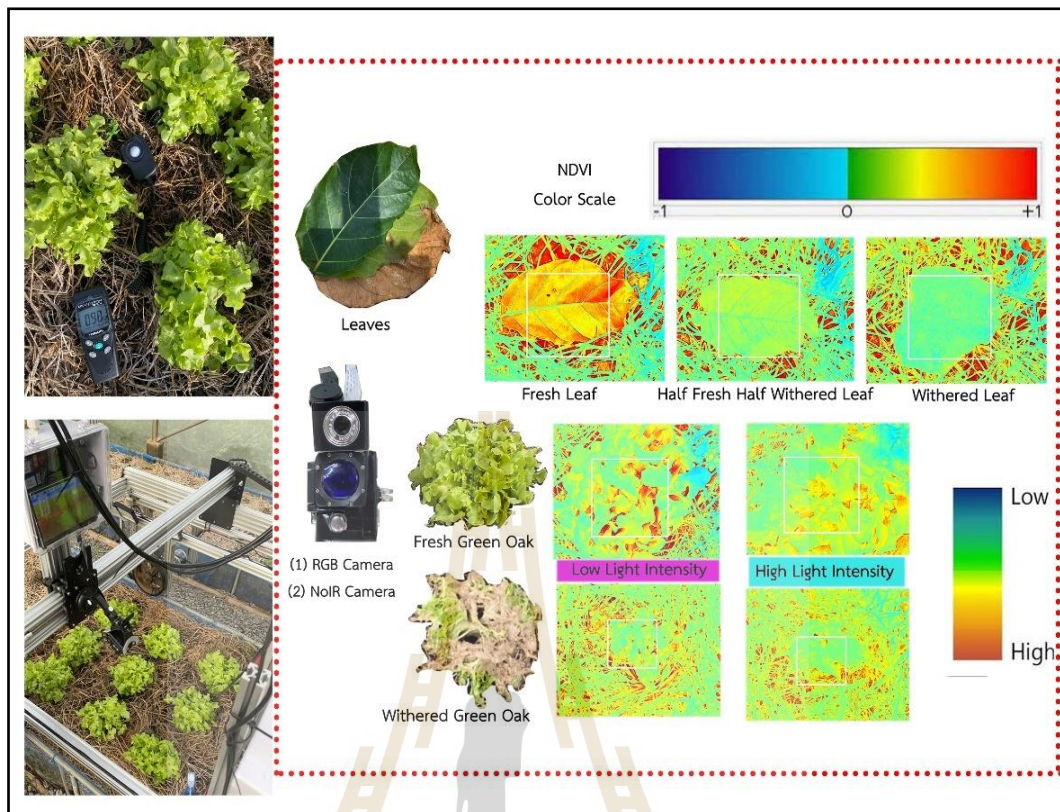 NDVI
Color Scale
-1 0 +1
Leaves
Fresh Leaf
Half Fresh Half Withered Leaf
Withered Leaf
(1) RGB Camera
(2) NoIR Camera
Fresh Green Oak
Low Light Intensity
High Light Intensity
Withered Green Oak
Low
High